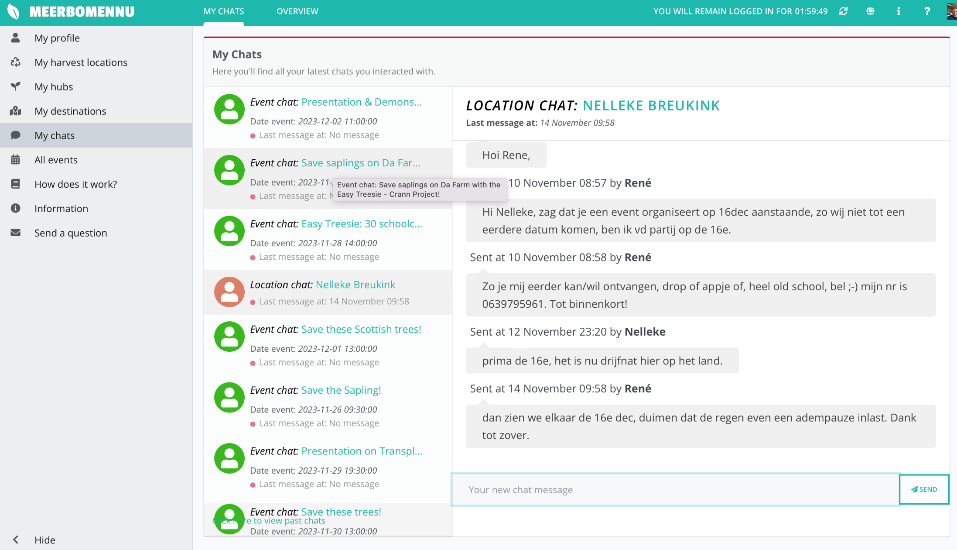 MEERBOMENNU
MY CHATS
OVERVIEW
YOU WILL REMAIN LOGGED IN FOR 01:59:49
My profile
My harvest locations
My hubs
My destinations
My chats
All events
How does it work?
Information
Send a question
Hide
My Chats
Here you'll find all your latest chats you interacted with.
Event chat: Presentation & Demons...
Date event: 2023-12-02 11:00:00
Last message at: No message
Event chat: Save saplings on Da Far...
Date event: 2023-11-
Last message at: N
Event chat: Save saplings on Da Farm with the
Easy Treesie - Crann Project!
Event chat: Easy Treesie: 30 schoolc...
Date event: 2023-11-28 14:00:00
Last message at: No message
Location chat: Nelleke Breukink
Last message at: 14 November 09:58
Event chat: Save these Scottish trees!
Date event: 2023-12-01 13:00:00
Last message at: No message
Event chat: Save the Sapling!
Date event: 2023-11-26 09:30:00
Last message at: No message
Event chat: Presentation on Transpl...
Date event: 2023-11-29 19:30:00
Last message at: No message
Event chat: Save these trees!
to view past chats
Date event: 2023-11-30 13:00:00
LOCATION CHAT: NELLEKE BREUKINK
Last message at: 14 November 09:58
Hoi Rene,
10 November 08:57 by René
Hi Nelleke, zag dat je een event organiseert op 16dec aanstaande, zo wij niet tot een
eerdere datum komen, ben ik vd partij op de 16e.
Sent at 10 November 08:58 by René
Zo je mij eerder kan/wil ontvangen, drop of appje of, heel old school, bel ;-) mijn nr is
0639795961. Tot binnenkort!
Sent at 12 November 23:20 by Nelleke
prima de 16e, het is nu drijfnat hier op het land.
Sent at 14 November 09:58 by René
dan zien we elkaar de 16e dec, duimen dat de regen even een adempauze inlast. Dank
tot zover.
Your new chat message
SEND